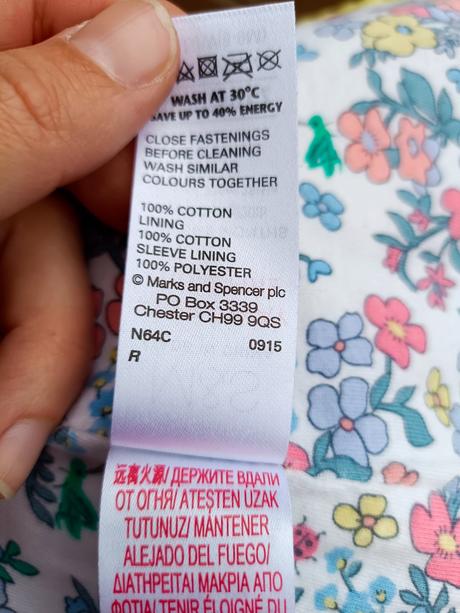 WASH AT 30°C
SAVE UP TO 40% ENERGY
CLOSE FASTENINGS
BEFORE CLEANING
WASH SIMILAR
COLOURS TOGETHER
100% COTTON
LINING
100% COTTON
SLEEVE LINING
100% POLYESTER
© Marks and Spencer plc
PO Box 3339
Chester CH99 9QS
N64C 0915
R
远离火源/ ДЕРЖИТЕ ВДАЛИ
ОТ ОГНЯ/ ATEŞTEN UZAK
TUTUNUZ/ MANTENER
ALEJADO DEL FUEGO/
ΔΙΑΤΗΡΕΙΤΑΙ ΜΑΚΡΙΑ ΑΠΟ
ΦΩΤΙΑ/TENIR ÉLOIGNÉ DU